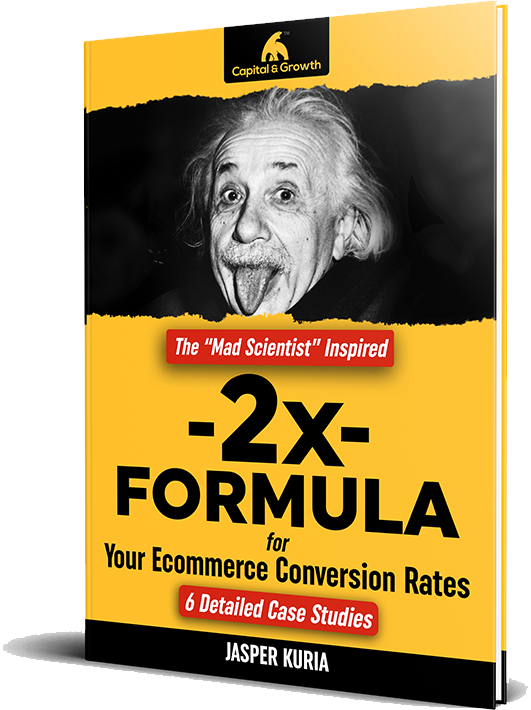 Capital & Growth
The “Mad Scientist” Inspired
-2x-
FORMULA
for
Your Ecommerce Conversion Rates
6 Detailed Case Studies
JASPER KURIA